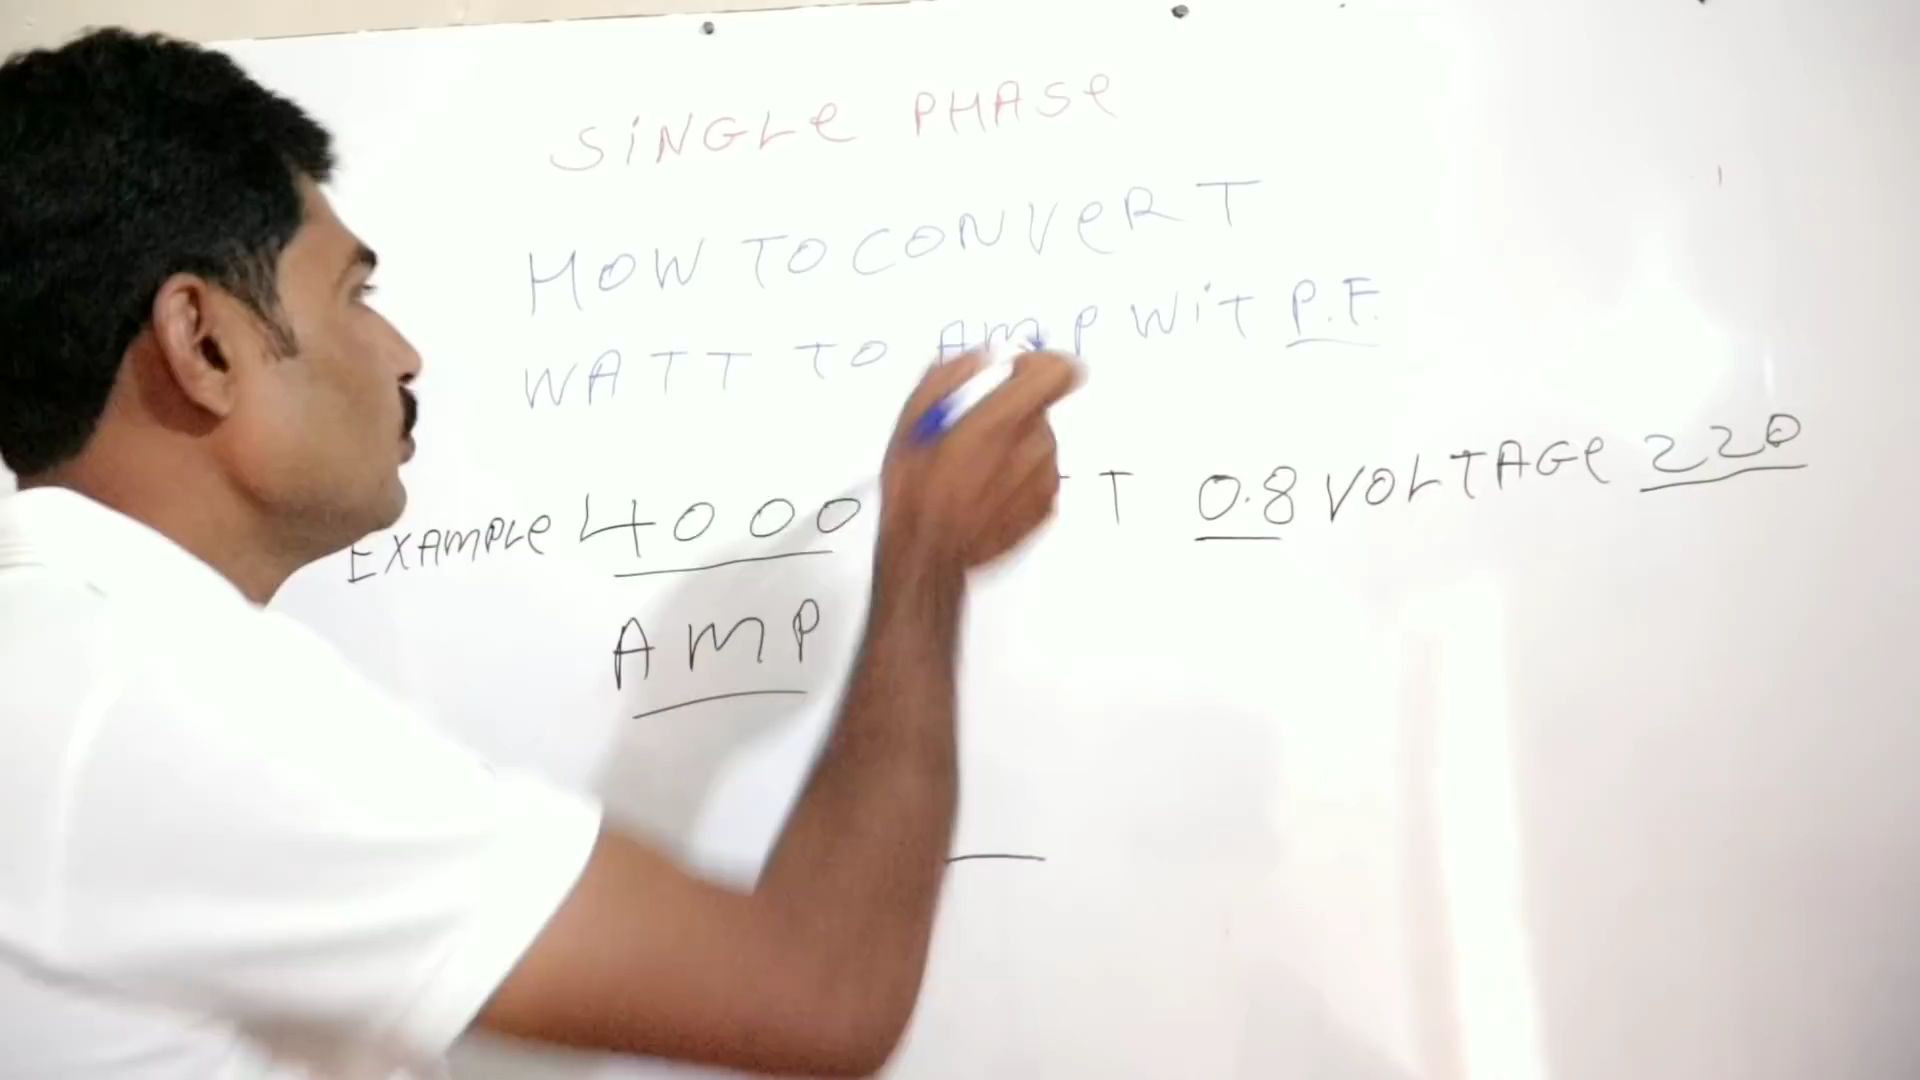 SiNGLe PHASe
HOW TO CONVeRT
WATT TO AMP WiT P.F.
EXAMPLe 4000 T 0.8 VOLTAGe 220
AMP